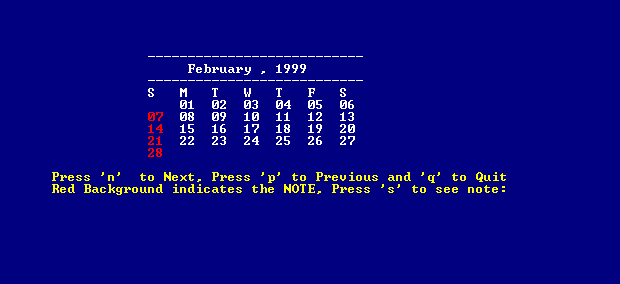 ---------------------------
February , 1999
---------------------------
S M T W T F S
01 02 03 04 05 06
07 08 09 10 11 12 13
14 15 16 17 18 19 20
21 22 23 24 25 26 27
28
Press 'n'  to Next, Press 'p' to Previous and 'q' to Quit
Red Background indicates the NOTE, Press 's' to see note: